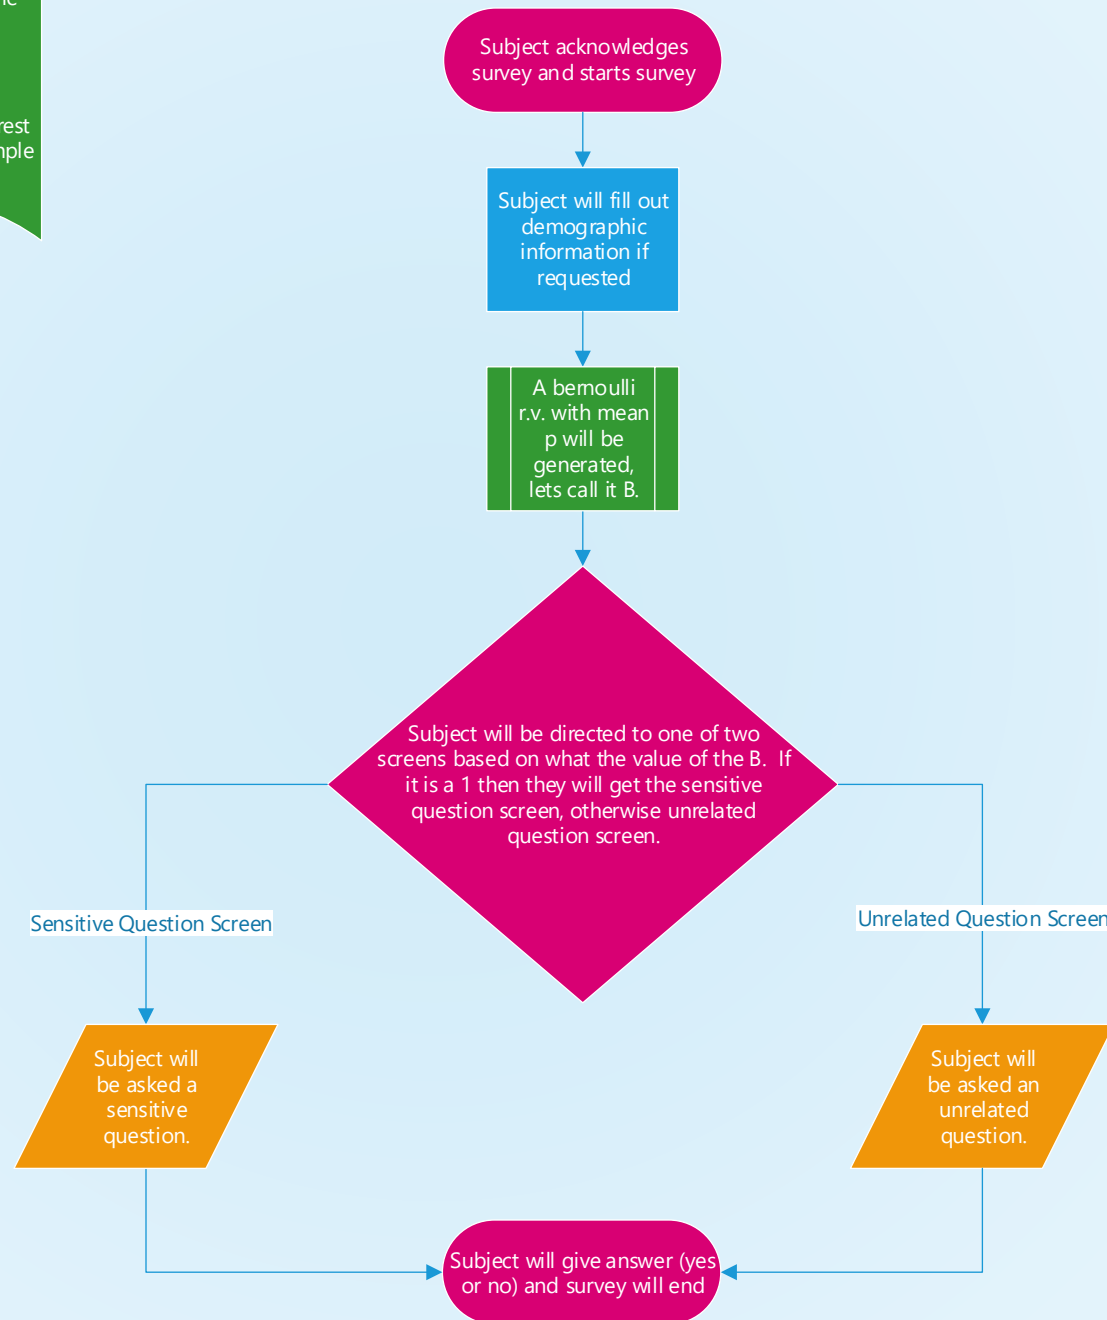 rest
Subject acknowledges
survey and starts survey
Subject will fill out
demographic
information if
requested
A bernoulli
r.v. with mean
p will be
generated,
lets call it B.
Subject will be directed to one of two
screens based on what the value of the B.  If
it is a 1 then they will get the sensitive
question screen, otherwise unrelated
question screen.
Sensitive Question Screen
Unrelated Question Screen
Subject will
be asked a
sensitive
question.
Subject will
be asked an
unrelated
question.
Subject will give answer (yes
or no) and survey will end